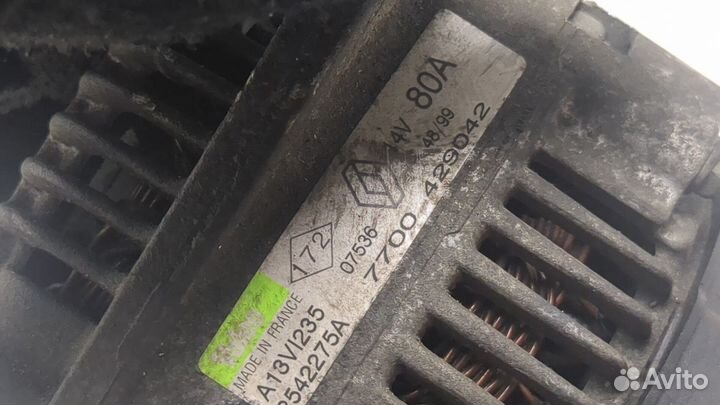 14V 80A
48/99
172 07536
7700 429042
MADE IN FRANCE
A13VI235
2542275A
Avito